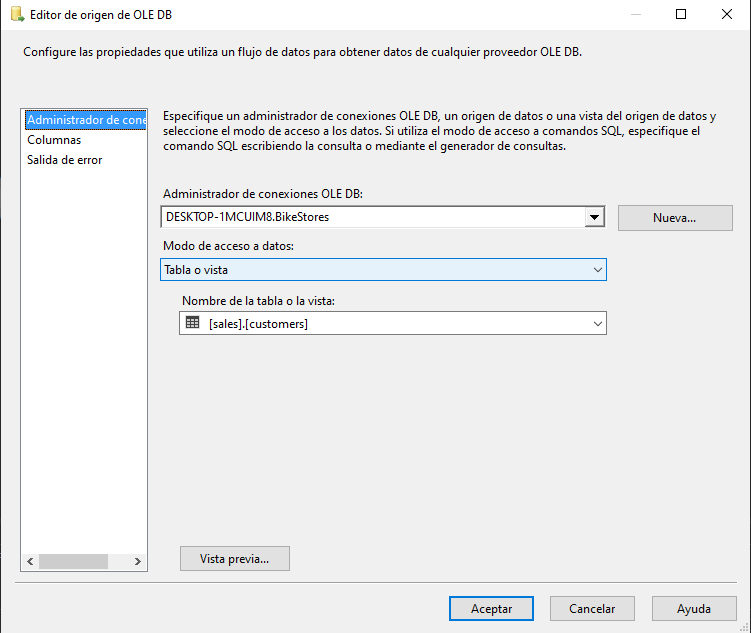 Editor de origen de OLE DB
Configure las propiedades que utiliza un flujo de datos para obtener datos de cualquier proveedor OLE DB.
Administrador de cone
Columnas
Salida de error
Especifique un administrador de conexiones OLE DB, un origen de datos o una vista del origen de datos y
seleccione el modo de acceso a los datos. Si utiliza el modo de acceso a comandos SQL, especifique el
comando SQL escribiendo la consulta o mediante el generador de consultas.
Administrador de conexiones OLE DB:
DESKTOP-1MCUIM8.BikeStores
Nueva...
Modo de acceso a datos:
Tabla o vista
Nombre de la tabla o la vista:
[sales].[customers]
Vista previa...
Aceptar
Cancelar
Ayuda